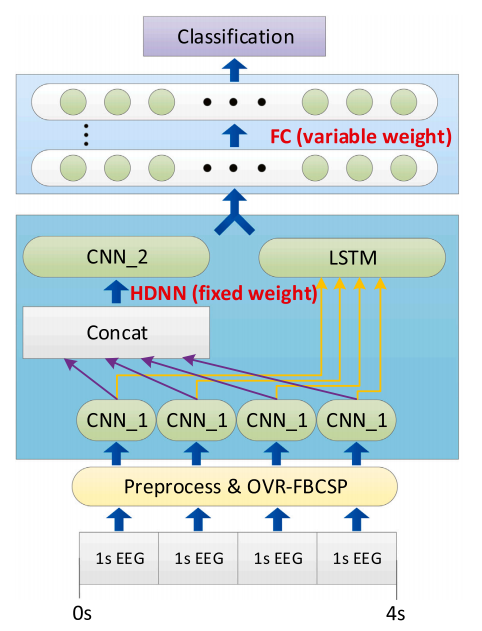 Classification
FC (variable weight)
CNN_2
LSTM
HDNN (fixed weight)
Concat
CNN_1 CNN_1 CNN_1 CNN_1
Preprocess & OVR-FBCSP
1s EEG 1s EEG 1s EEG 1s EEG
0s 4s